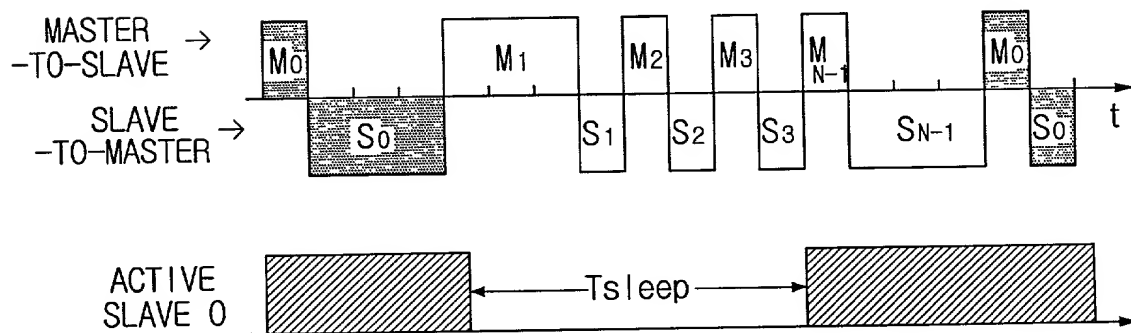 MASTER →
-TO-SLAVE
M0 M1 M2 M3 M N-1 M0
SLAVE →
-TO-MASTER
S0 S1 S2 S3 SN-1 S0
t
ACTIVE
SLAVE 0
Tsleep